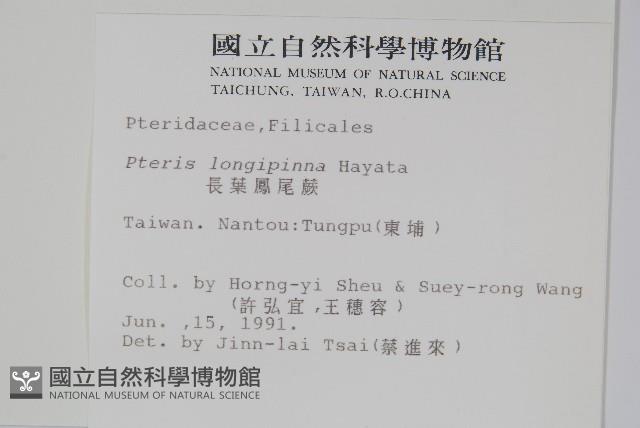 國立自然科學博物館
NATIONAL MUSEUM OF NATURAL SCIENCE
TAICHUNG, TAIWAN, R.O.CHINA
Pteridaceae,Filicales
Pteris longipinna Hayata
長葉鳳尾蕨
Taiwan. Nantou:Tungpu(東埔)
Coll. by Horng-yi Sheu & Suey-rong Wang
(許弘宜,王穗容)
Jun. ,15, 1991.
Det. by Jinn-lai Tsai(蔡進來)
國立自然科學博物館
NATIONAL MUSEUM OF NATURAL SCIENCE